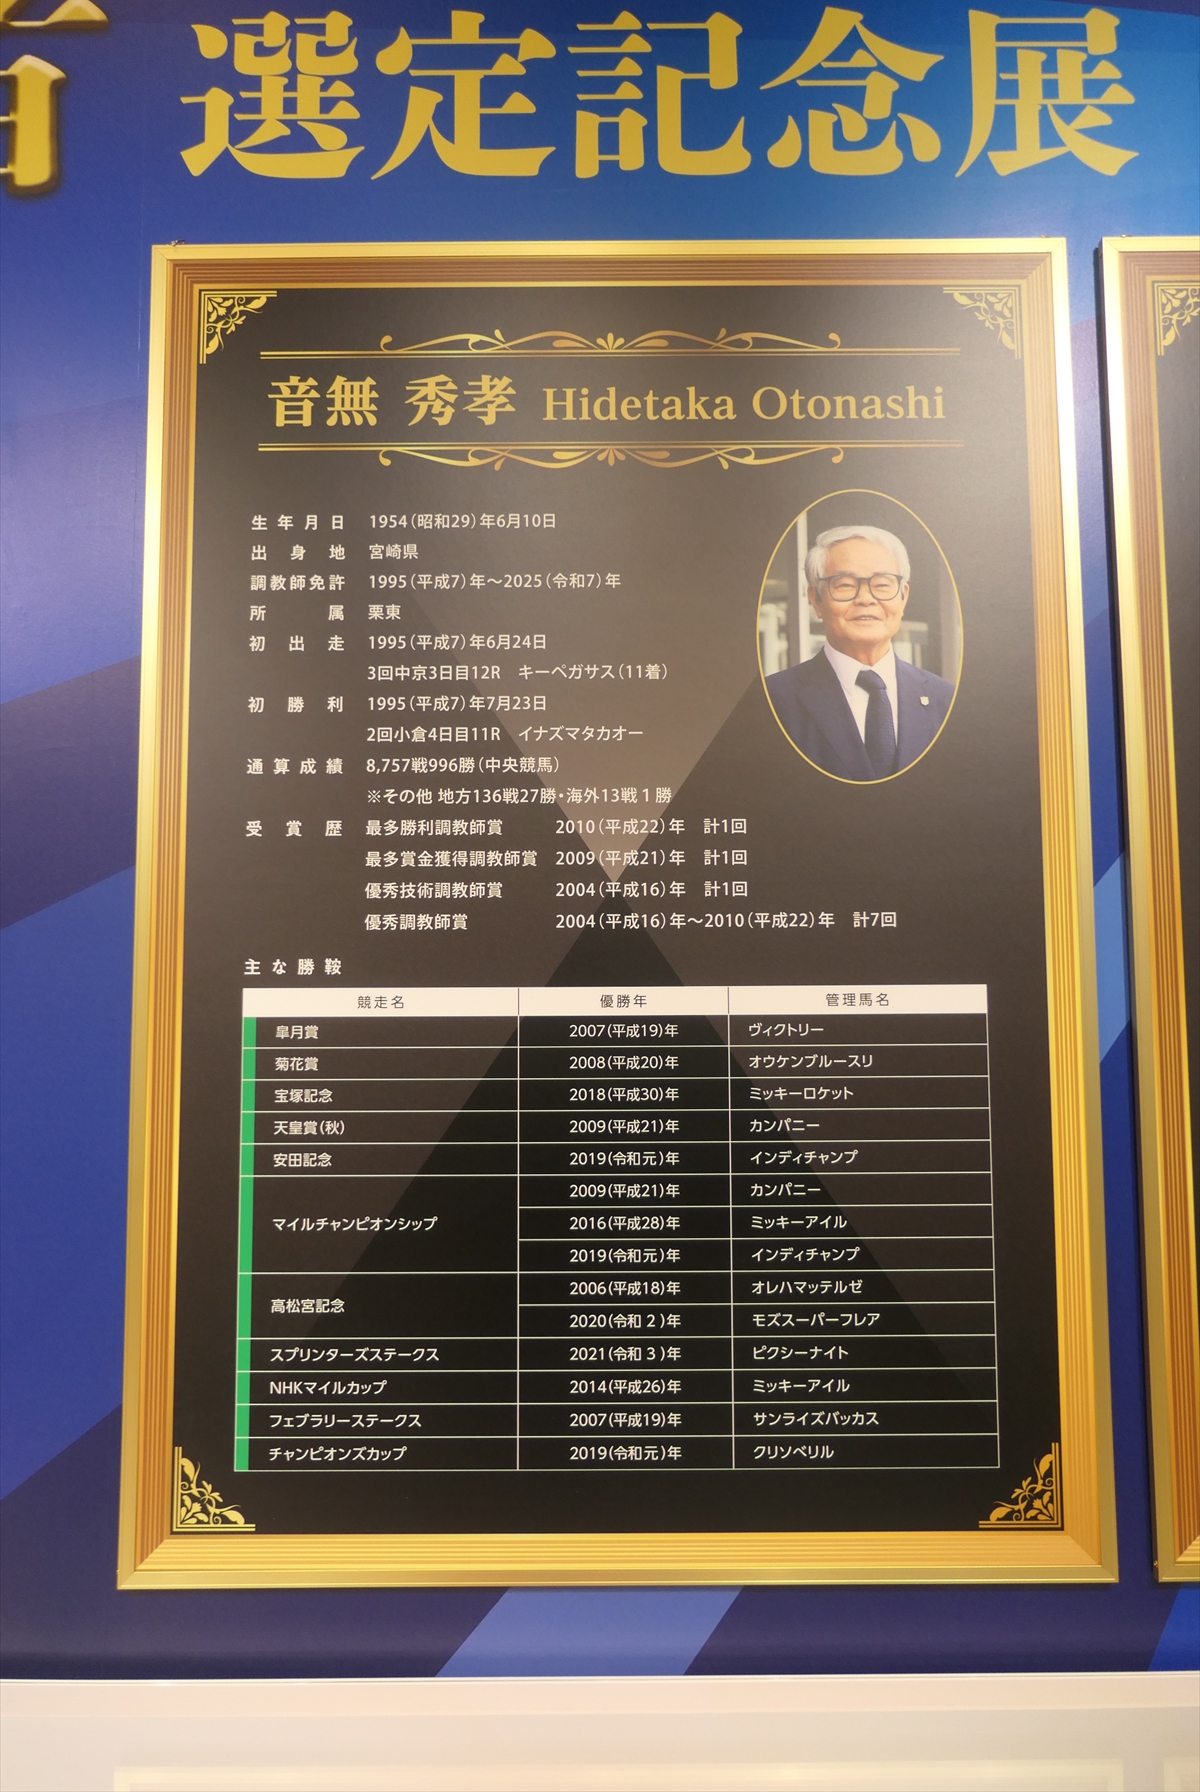 選定記念展
音無 秀孝 Hidetaka Otonashi
生年月日 1954(昭和29)年6月10日
出身地 宮崎県
調教師免許 1995(平成7)年～2025(令和7)年
所属 栗東
初出走 1995(平成7)年6月24日
3回中京3日目12R キーペガサス(11着)
初勝利 1995(平成7)年7月23日
2回小倉4日目11R イナズマタカオー
通算成績 8,757戦996勝(中央競馬)
※その他 地方136戦27勝・海外13戦1勝
受賞歴 最多勝利調教師賞 2010(平成22)年 計1回
最多賞金獲得調教師賞 2009(平成21)年 計1回
優秀技術調教師賞 2004(平成16)年 計1回
優秀調教師賞 2004(平成16)年～2010(平成22)年 計7回
主な勝鞍
競走名 優勝年 管理馬名
皐月賞 2007(平成19)年 ヴィクトリー
菊花賞 2008(平成20)年 オウケンブルースリ
宝塚記念 2018(平成30)年 ミッキーロケット
天皇賞(秋) 2009(平成21)年 カンパニー
安田記念 2019(令和元)年 インディチャンプ
マイルチャンピオンシップ 2009(平成21)年 カンパニー
2016(平成28)年 ミッキーアイル
2019(令和元)年 インディチャンプ
高松宮記念 2006(平成18)年 オレハマッテルゼ
2020(令和2)年 モズスーパーフレア
スプリンターズステークス 2021(令和3)年 ピクシーナイト
NHKマイルカップ 2014(平成26)年 ミッキーアイル
フェブラリーステークス 2007(平成19)年 サンライズバッカス
チャンピオンズカップ 2019(令和元)年 クリソベリル